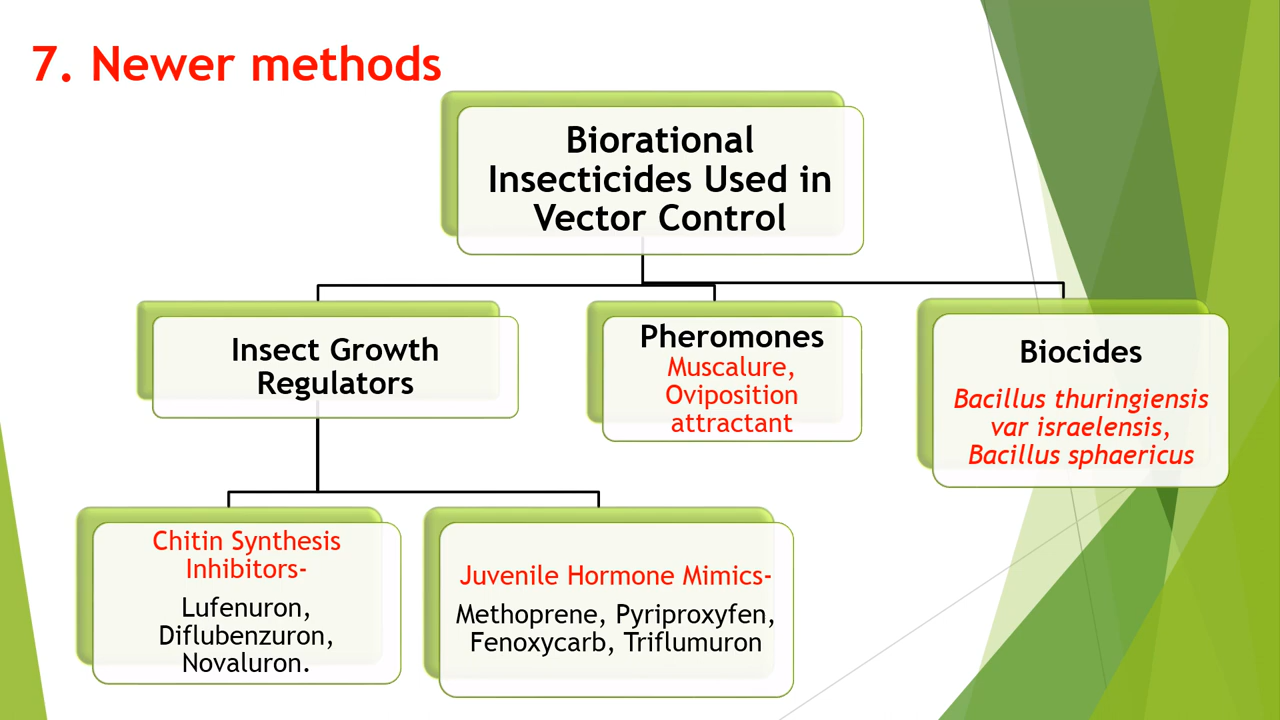 7. Newer methods
Biorational
Insecticides Used in
Vector Control
Insect Growth
Regulators
Pheromones
Muscalure,
Oviposition
attractant
Biocides
Bacillus thuringiensis
var israelensis,
Bacillus sphaericus
Chitin Synthesis
Inhibitors-
Lufenuron,
Diflubenzuron,
Novaluron.
Juvenile Hormone Mimics-
Methoprene, Pyriproxyfen,
Fenoxycarb, Triflumuron